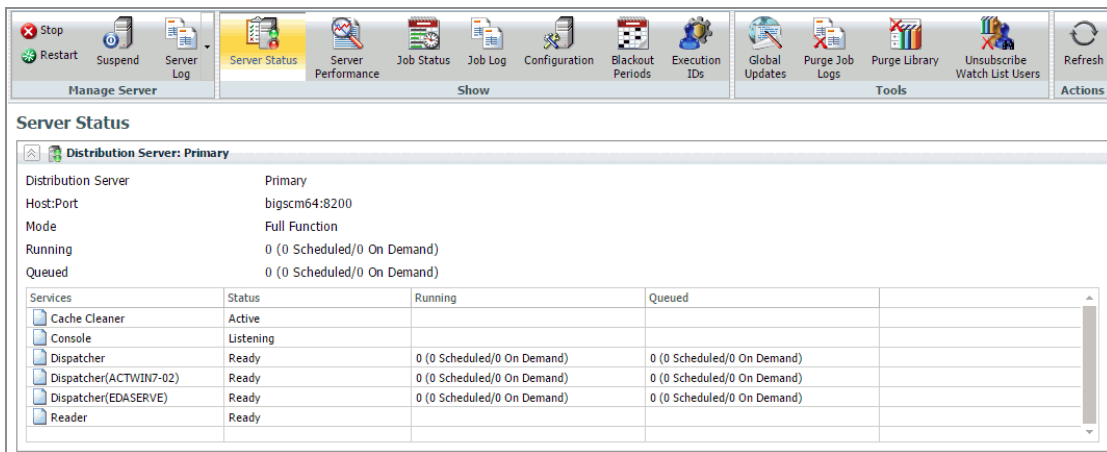 Stop
Restart
Suspend
Server Log
Manage Server
Server Status
Server Performance
Job Status
Job Log
Configuration
Blackout Periods
Execution IDs
Show
Global Updates
Purge Job Logs
Purge Library
Unsubscribe Watch List Users
Tools
Refresh
Actions
Server Status
Distribution Server: Primary
Distribution Server Primary
Host:Port bigscm64:8200
Mode Full Function
Running 0 (0 Scheduled/0 On Demand)
Queued 0 (0 Scheduled/0 On Demand)
Services Status Running Queued
Cache Cleaner Active
Console Listening
Dispatcher Ready 0 (0 Scheduled/0 On Demand) 0 (0 Scheduled/0 On Demand)
Dispatcher(ACTWIN7-02) Ready 0 (0 Scheduled/0 On Demand) 0 (0 Scheduled/0 On Demand)
Dispatcher(EDASERVE) Ready 0 (0 Scheduled/0 On Demand) 0 (0 Scheduled/0 On Demand)
Reader Ready